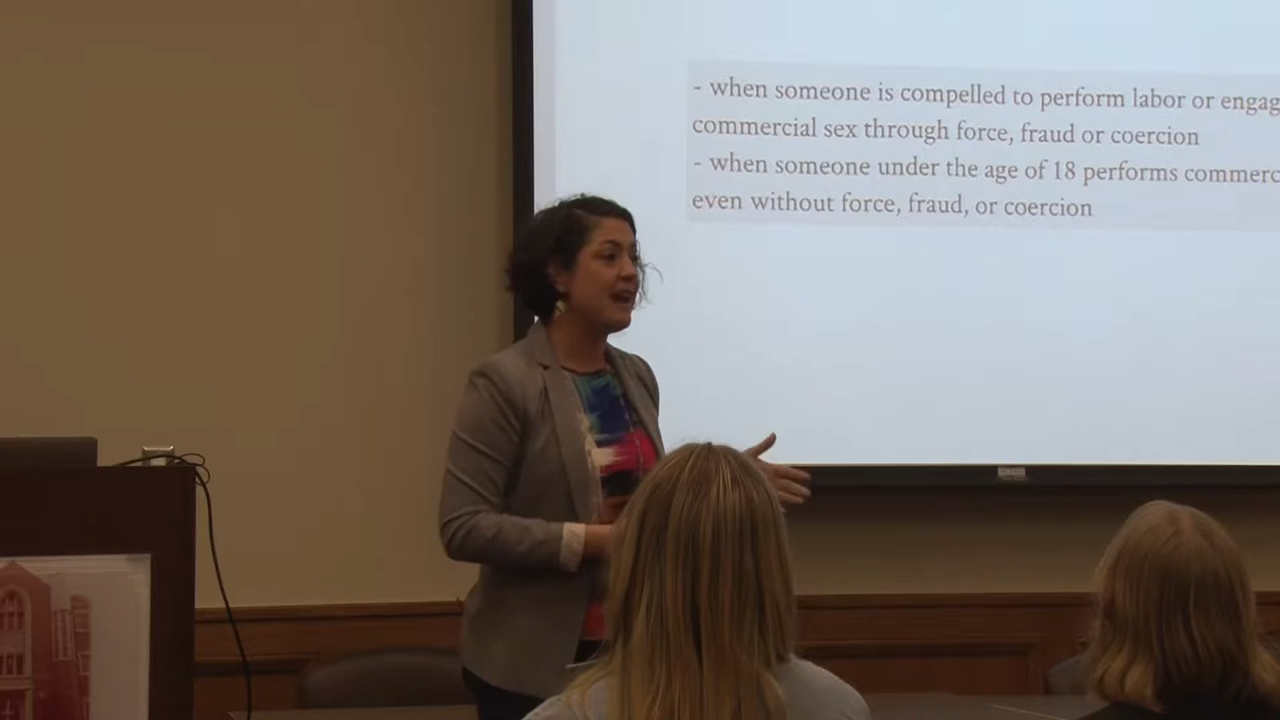 - when someone is compelled to perform labor or engag
commercial sex through force, fraud or coercion
- when someone under the age of 18 performs commerc
even without force, fraud, or coercion